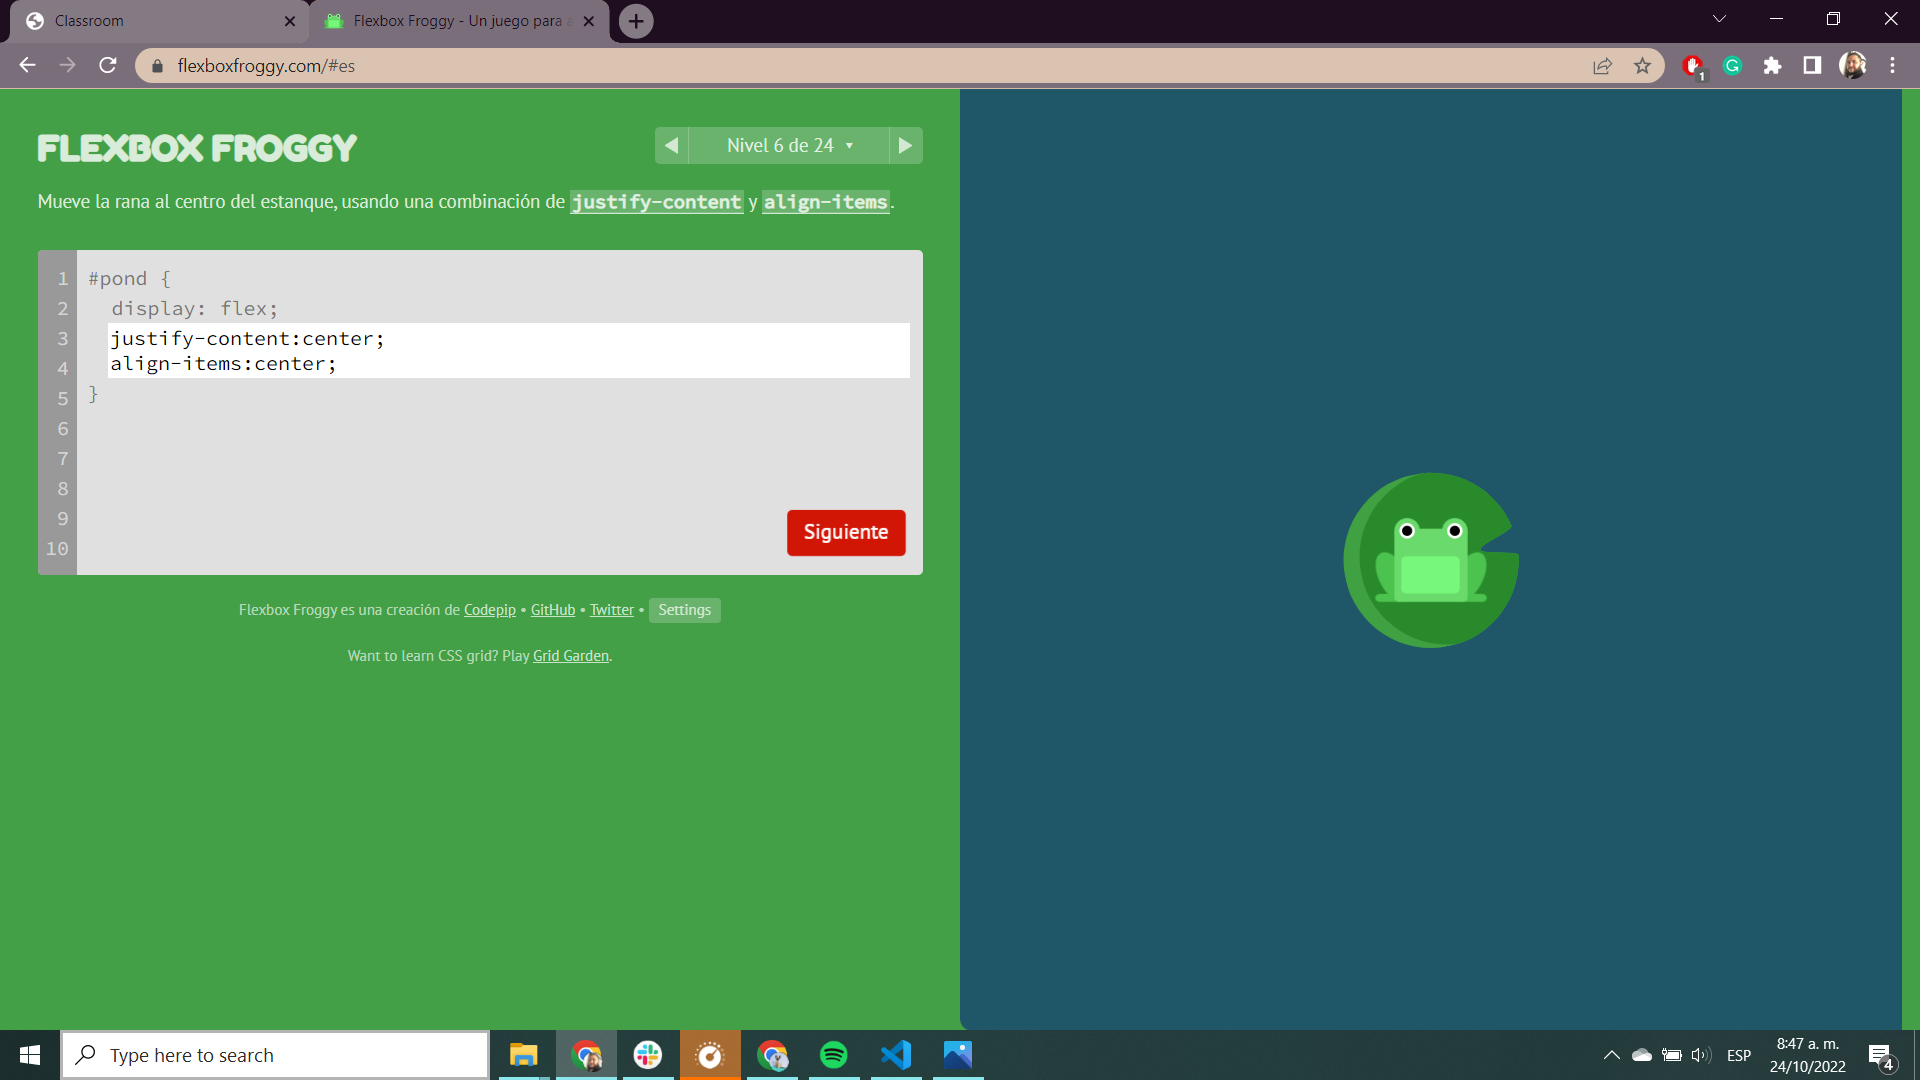 Classroom
Flexbox Froggy - Un juego para a
flexboxfroggy.com/#es
1
FLEXBOX FROGGY
Nivel 6 de 24
Mueve la rana al centro del estanque, usando una combinación de justify-content y align-items.
1 #pond {
2 display: flex;
3 justify-content:center;
4 align-items:center;
5 }
6
7
8
9
10
Siguiente
Flexbox Froggy es una creación de Codepip • GitHub • Twitter • Settings
Want to learn CSS grid? Play Grid Garden.
Type here to search
ESP
8:47 a. m.
24/10/2022
4